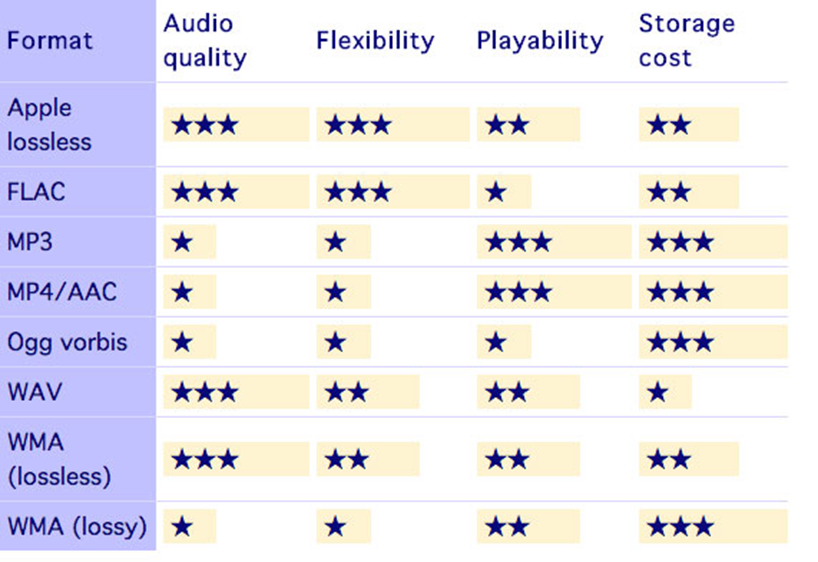 Format Audio quality Flexibility Playability Storage cost
Apple lossless ★★★ ★★★ ★★ ★★
FLAC ★★★ ★★★ ★ ★★
MP3 ★ ★ ★★★ ★★★
MP4/AAC ★ ★ ★★★ ★★★
Ogg vorbis ★ ★ ★ ★★★
WAV ★★★ ★★ ★★ ★
WMA (lossless) ★★★ ★★ ★★ ★★
WMA (lossy) ★ ★ ★★ ★★★